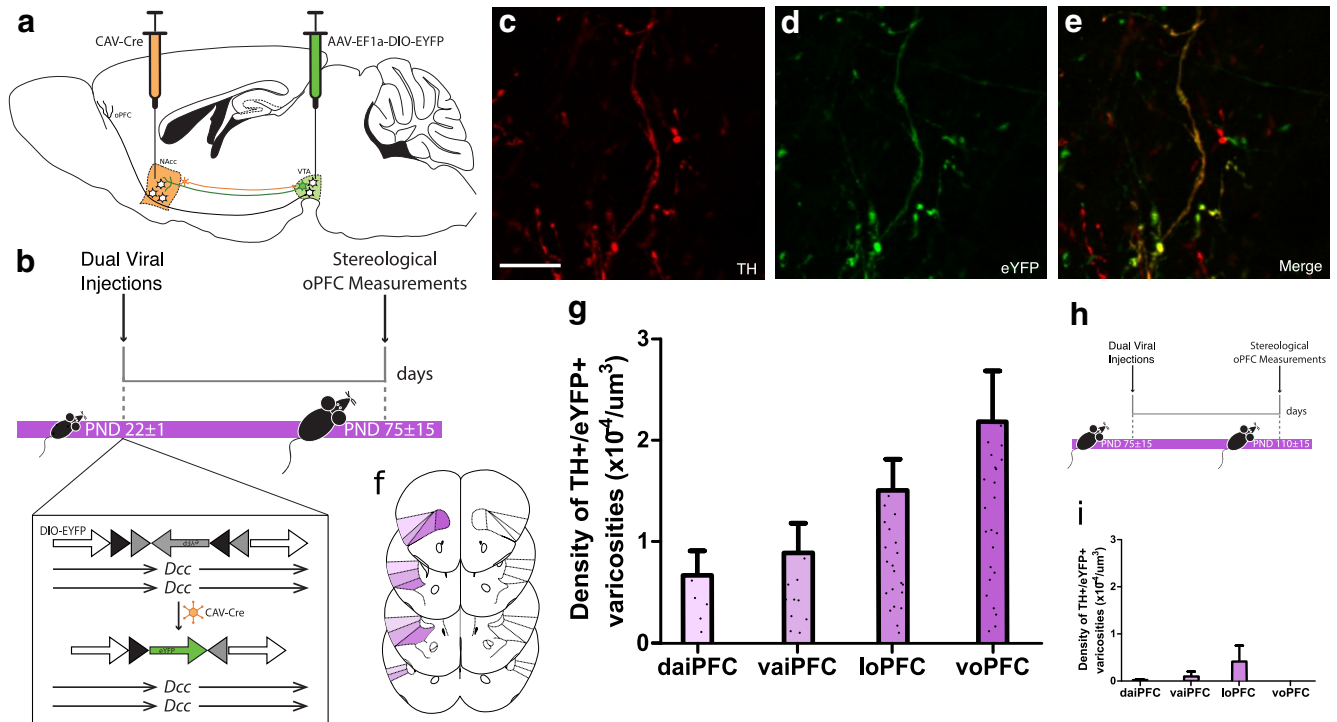 a
CAV-Cre
AAV-EF1a-DIO-EYFP
oPFC
NAcc
VTA
b
Dual Viral
Injections
Stereological
oPFC Measurements
days
PND 22±1
PND 75±15
DIO-EYFP
eYFP
Dcc
CAV-Cre
eYFP
Dcc
c
TH
d
eYFP
e
Merge
f
g
Density of TH+/eYFP+
varicosities (x10⁻⁴/um³)
3
2
1
0
daiPFC vaiPFC loPFC voPFC
h
Dual Viral
Injections
Stereological
oPFC Measurements
days
PND 75±15
PND 110±15
i
Density of TH+/eYFP+
varicosities (x10⁻⁴/um³)
3
2
1
0
daiPFC vaiPFC loPFC voPFC